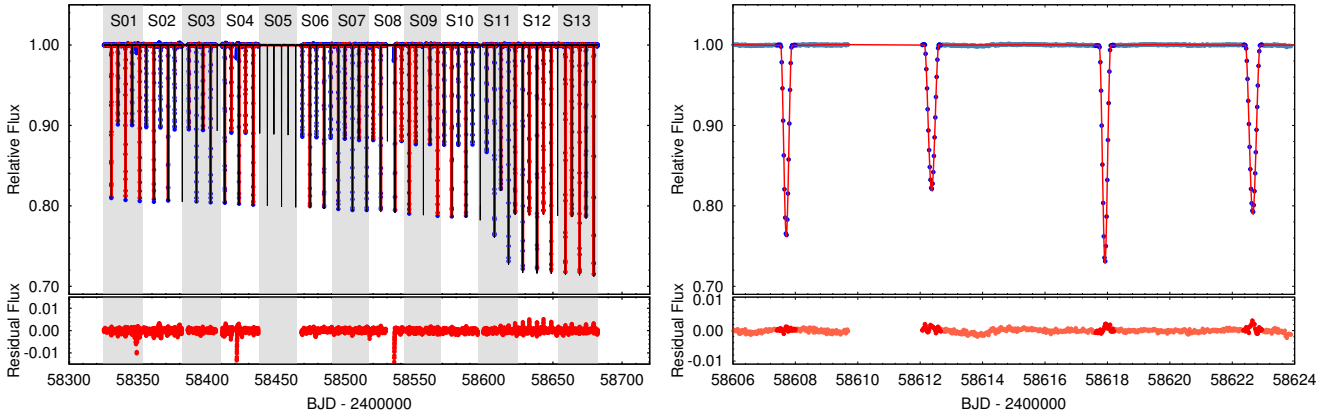 S01 S02 S03 S04 S05 S06 S07 S08 S09 S10 S11 S12 S13
1.00
0.90
0.80
0.70
Relative Flux
0.01
0.00
-0.01
Residual Flux
58300 58350 58400 58450 58500 58550 58600 58650 58700
BJD - 2400000
1.00
0.90
0.80
0.70
Relative Flux
0.01
0.00
-0.01
Residual Flux
58606 58608 58610 58612 58614 58616 58618 58620 58622 58624
BJD - 2400000